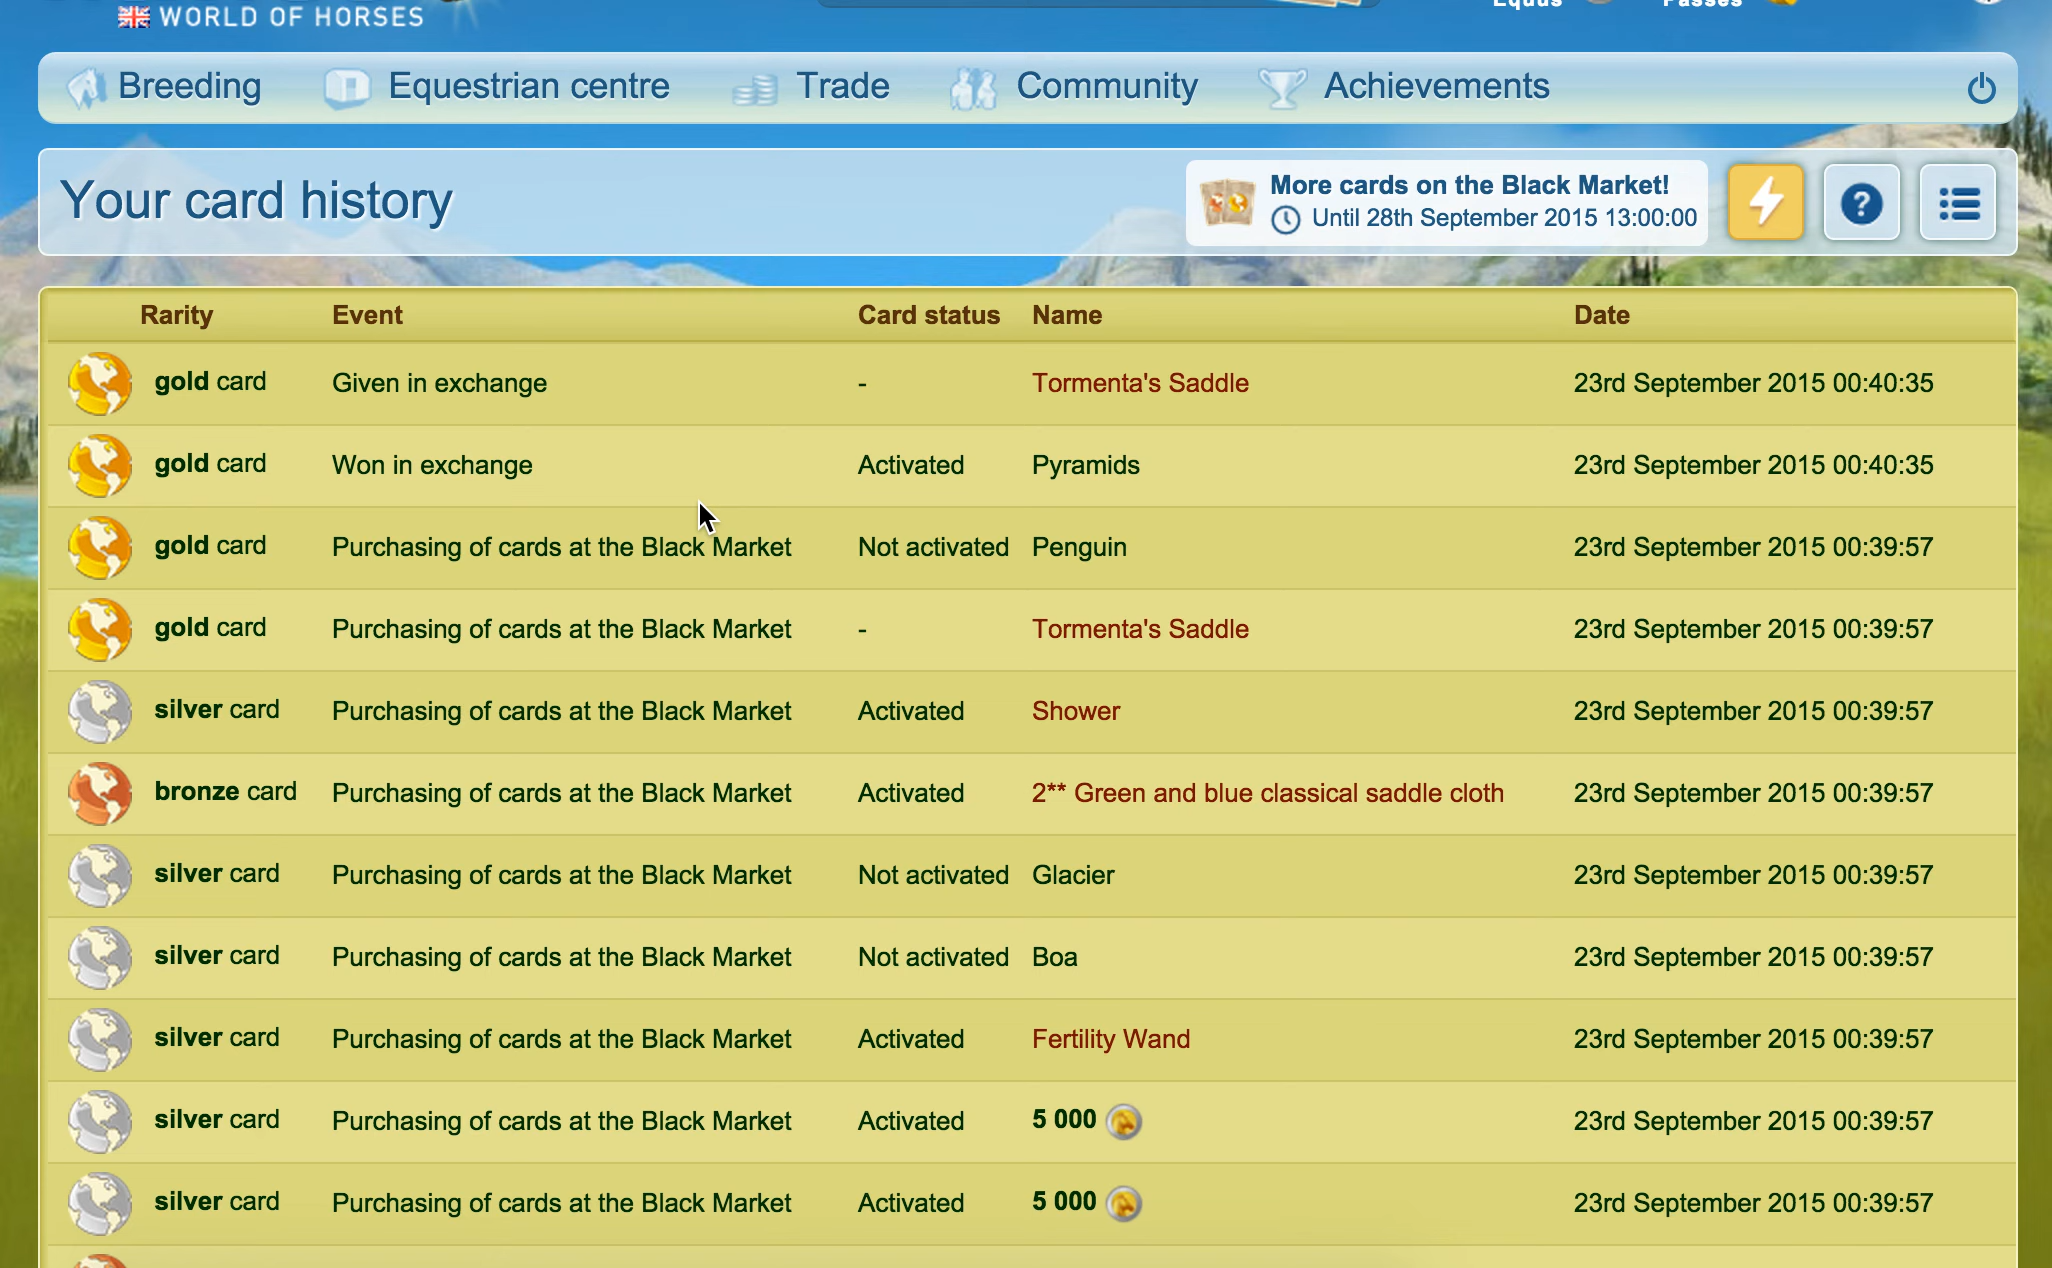 WORLD OF HORSES
Equus Passes
Breeding Equestrian centre Trade Community Achievements
Your card history
More cards on the Black Market!
Until 28th September 2015 13:00:00
Rarity Event Card status Name Date
gold card Given in exchange - Tormenta's Saddle 23rd September 2015 00:40:35
gold card Won in exchange Activated Pyramids 23rd September 2015 00:40:35
gold card Purchasing of cards at the Black Market Not activated Penguin 23rd September 2015 00:39:57
gold card Purchasing of cards at the Black Market - Tormenta's Saddle 23rd September 2015 00:39:57
silver card Purchasing of cards at the Black Market Activated Shower 23rd September 2015 00:39:57
bronze card Purchasing of cards at the Black Market Activated 2** Green and blue classical saddle cloth 23rd September 2015 00:39:57
silver card Purchasing of cards at the Black Market Not activated Glacier 23rd September 2015 00:39:57
silver card Purchasing of cards at the Black Market Not activated Boa 23rd September 2015 00:39:57
silver card Purchasing of cards at the Black Market Activated Fertility Wand 23rd September 2015 00:39:57
silver card Purchasing of cards at the Black Market Activated 5 000 23rd September 2015 00:39:57
silver card Purchasing of cards at the Black Market Activated 5 000 23rd September 2015 00:39:57